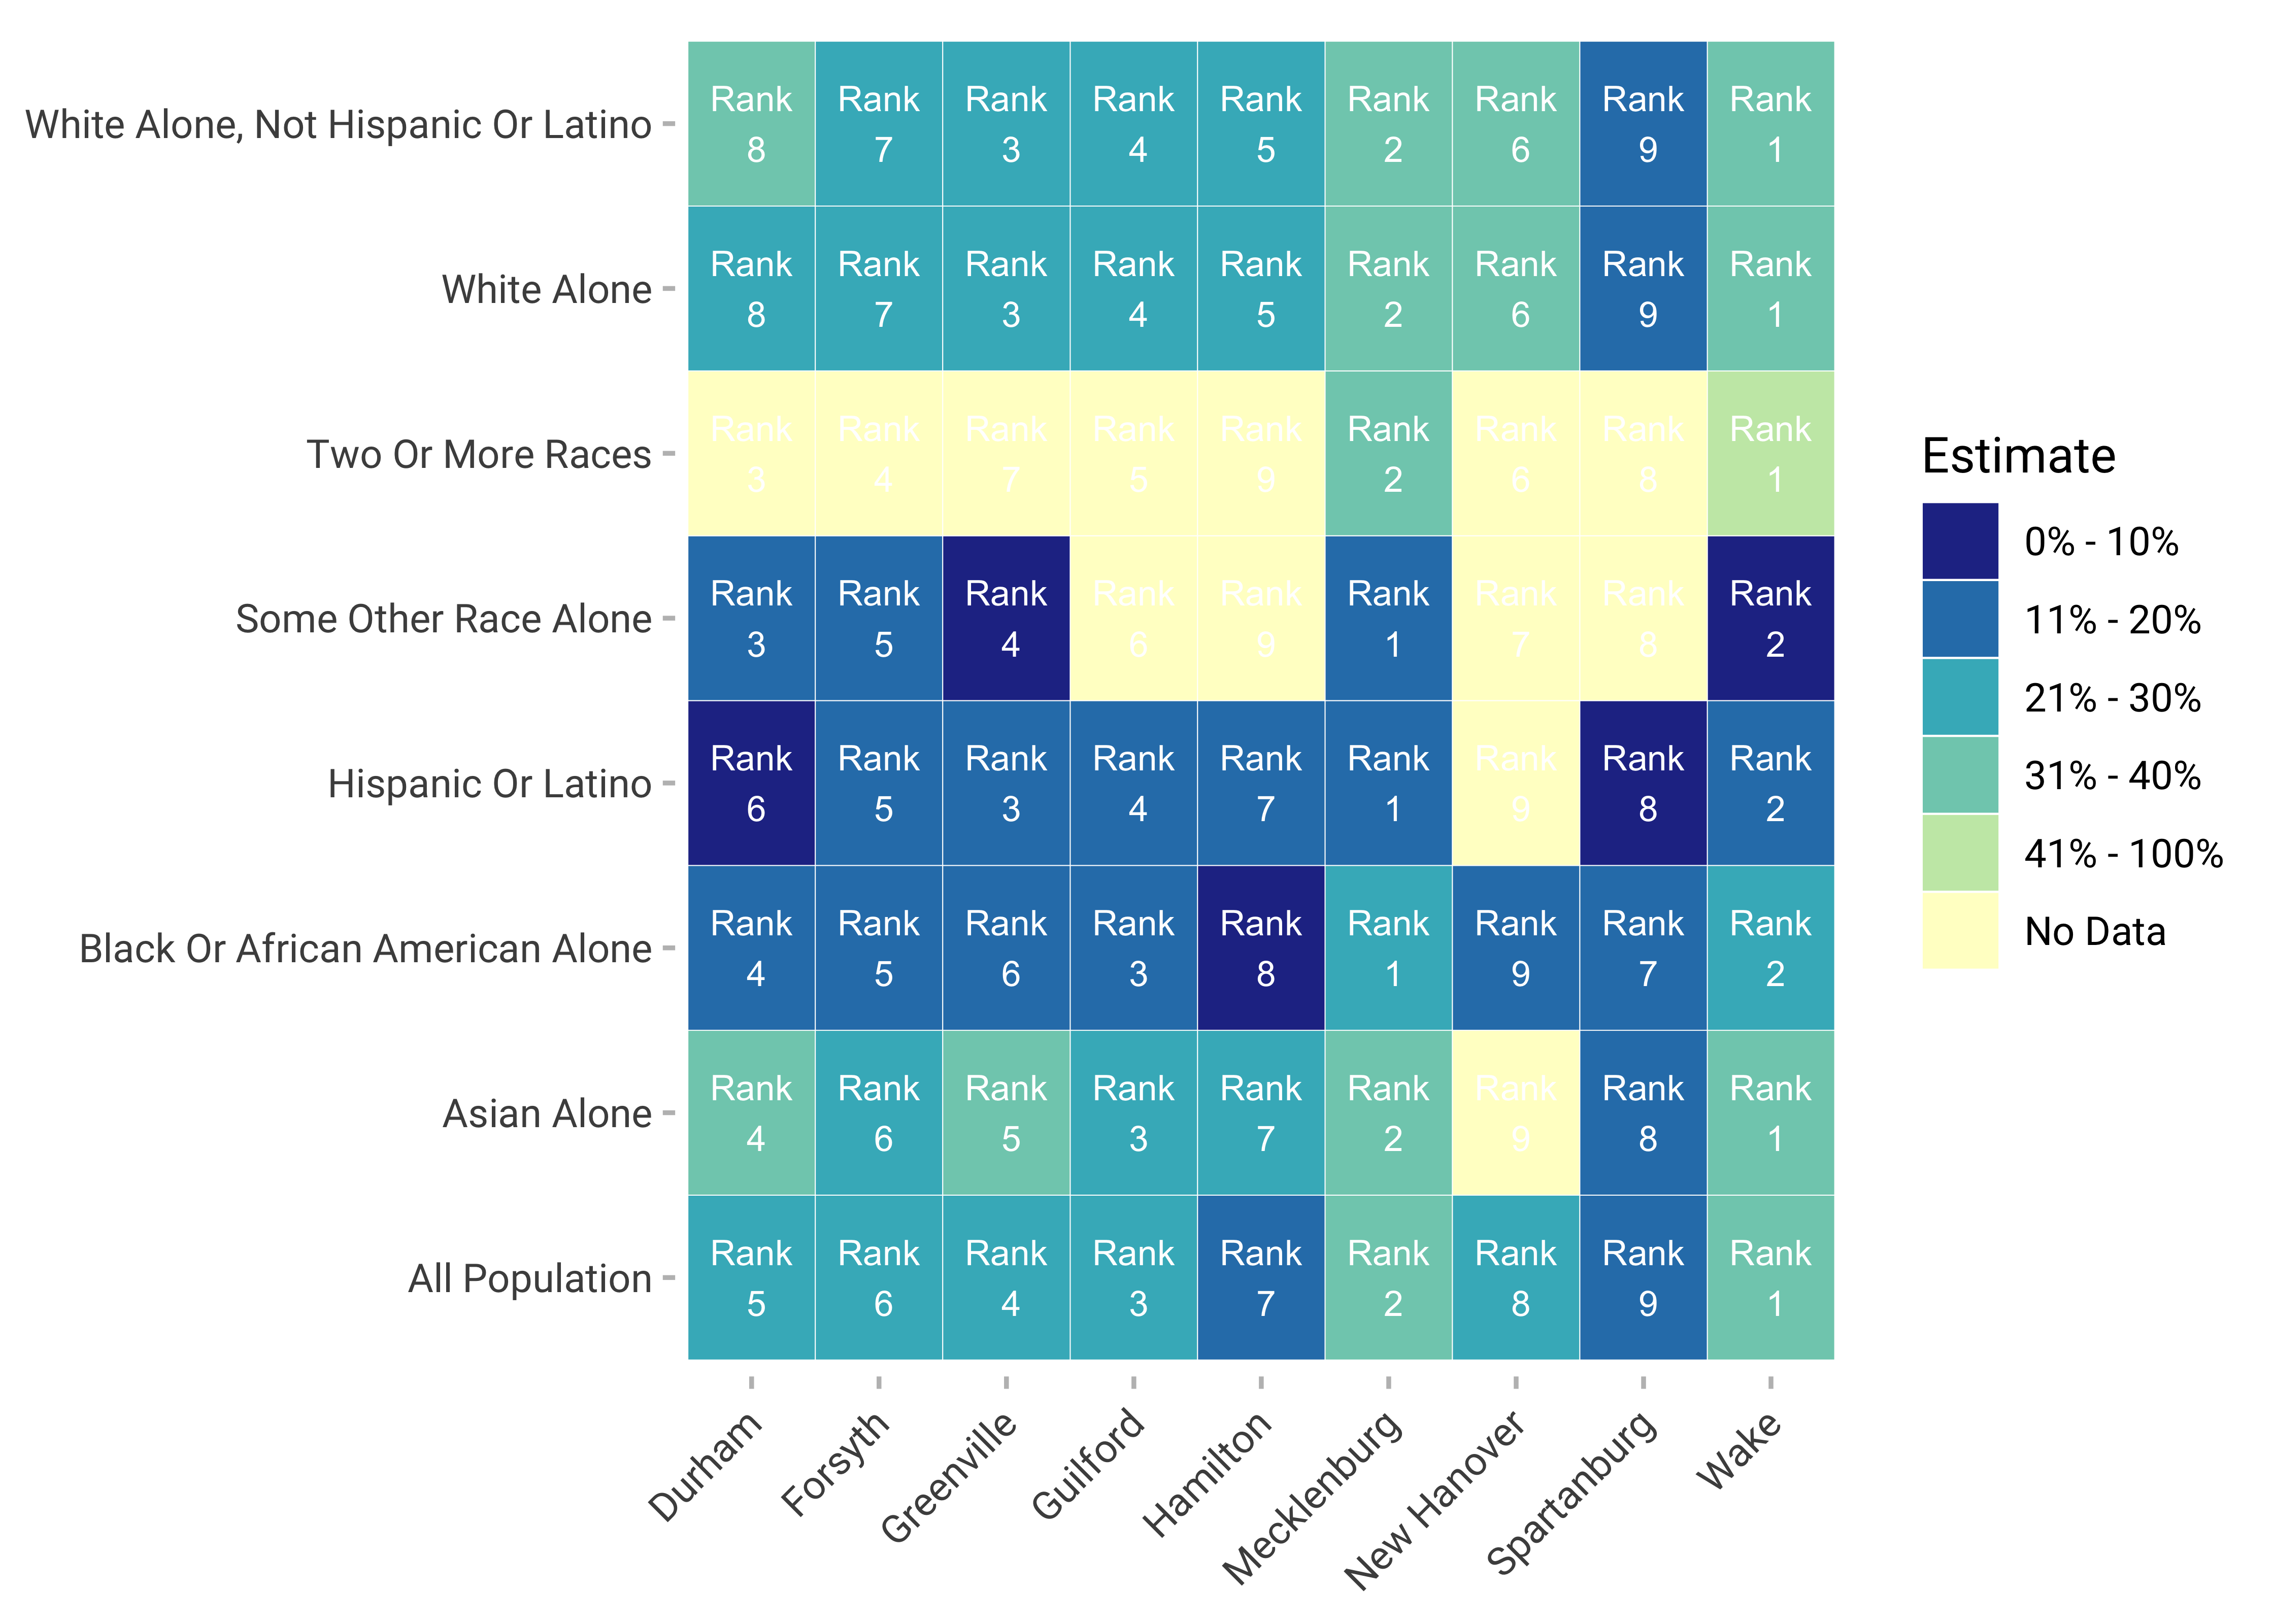 White Alone, Not Hispanic Or Latino
Rank Rank Rank Rank Rank Rank Rank Rank Rank
8 7 3 4 5 2 6 9 1
White Alone
Rank Rank Rank Rank Rank Rank Rank Rank Rank
8 7 3 4 5 2 6 9 1
Two Or More Races
Rank Rank Rank Rank Rank Rank Rank Rank Rank
3 4 7 5 9 2 6 8 1
Some Other Race Alone
Rank Rank Rank Rank Rank Rank Rank Rank Rank
3 5 4 6 9 1 7 8 2
Hispanic Or Latino
Rank Rank Rank Rank Rank Rank Rank Rank Rank
6 5 3 4 7 1 9 8 2
Black Or African American Alone
Rank Rank Rank Rank Rank Rank Rank Rank Rank
4 5 6 3 8 1 9 7 2
Asian Alone
Rank Rank Rank Rank Rank Rank Rank Rank Rank
4 6 5 3 7 2 9 8 1
All Population
Rank Rank Rank Rank Rank Rank Rank Rank Rank
5 6 4 3 7 2 8 9 1
Durham
Forsyth
Greenville
Guilford
Hamilton
Mecklenburg
New Hanover
Spartanburg
Wake
Estimate
0% - 10%
11% - 20%
21% - 30%
31% - 40%
41% - 100%
No Data